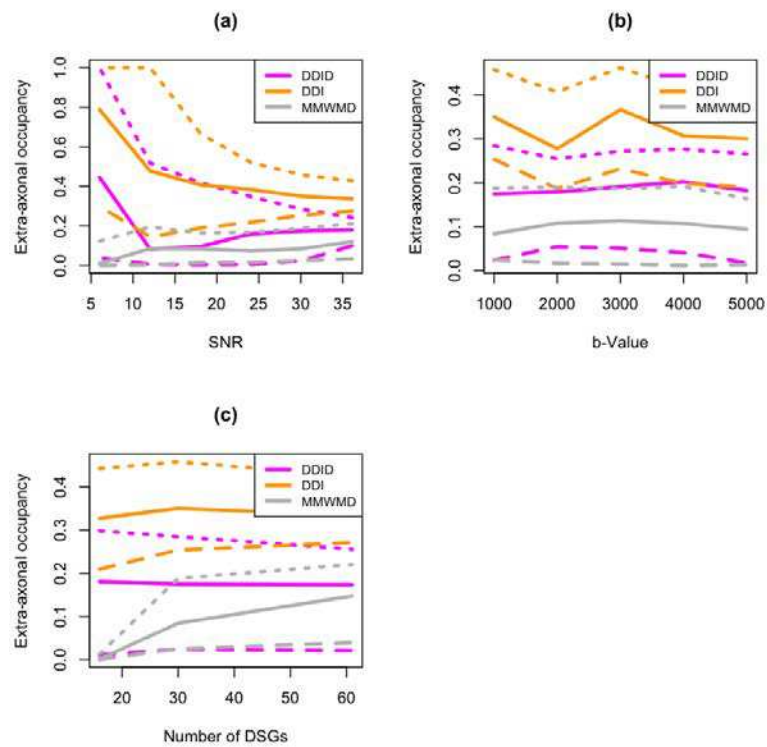 (a)
Extra-axonal occupancy
1.0
0.8
0.6
0.4
0.2
0.0
DDID
DDI
MMWMD
5 10 15 20 25 30 35
SNR
(b)
Extra-axonal occupancy
0.4
0.3
0.2
0.1
0.0
DDID
DDI
MMWMD
1000 2000 3000 4000 5000
b-Value
(c)
Extra-axonal occupancy
0.4
0.3
0.2
0.1
0.0
DDID
DDI
MMWMD
20 30 40 50 60
Number of DSGs